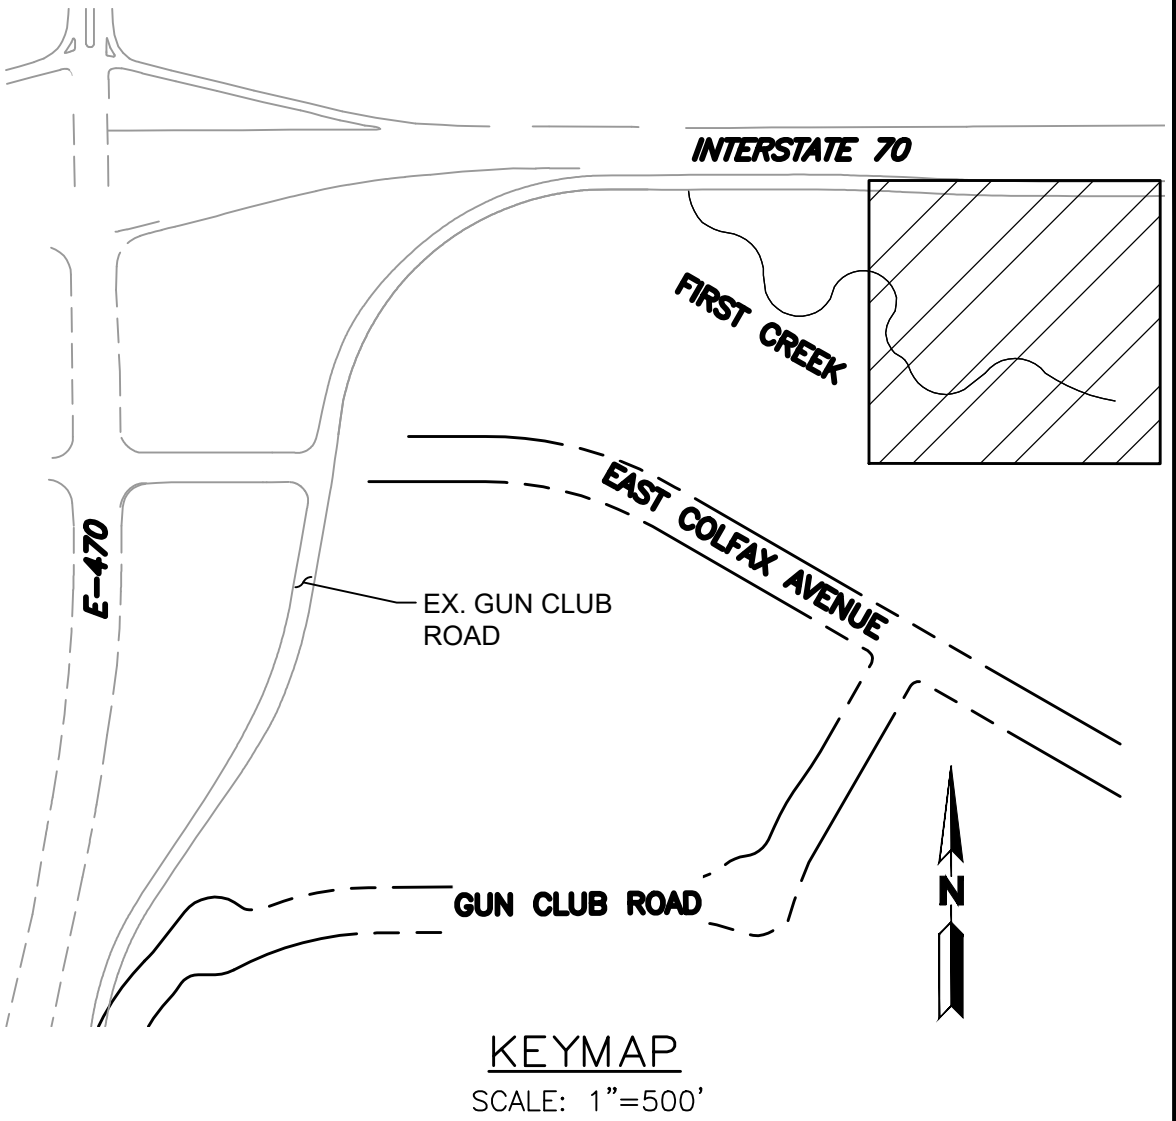 INTERSTATE 70
FIRST CREEK
EAST COLFAX AVENUE
E-470
EX. GUN CLUB
ROAD
GUN CLUB ROAD
N
KEYMAP
SCALE: 1"=500'